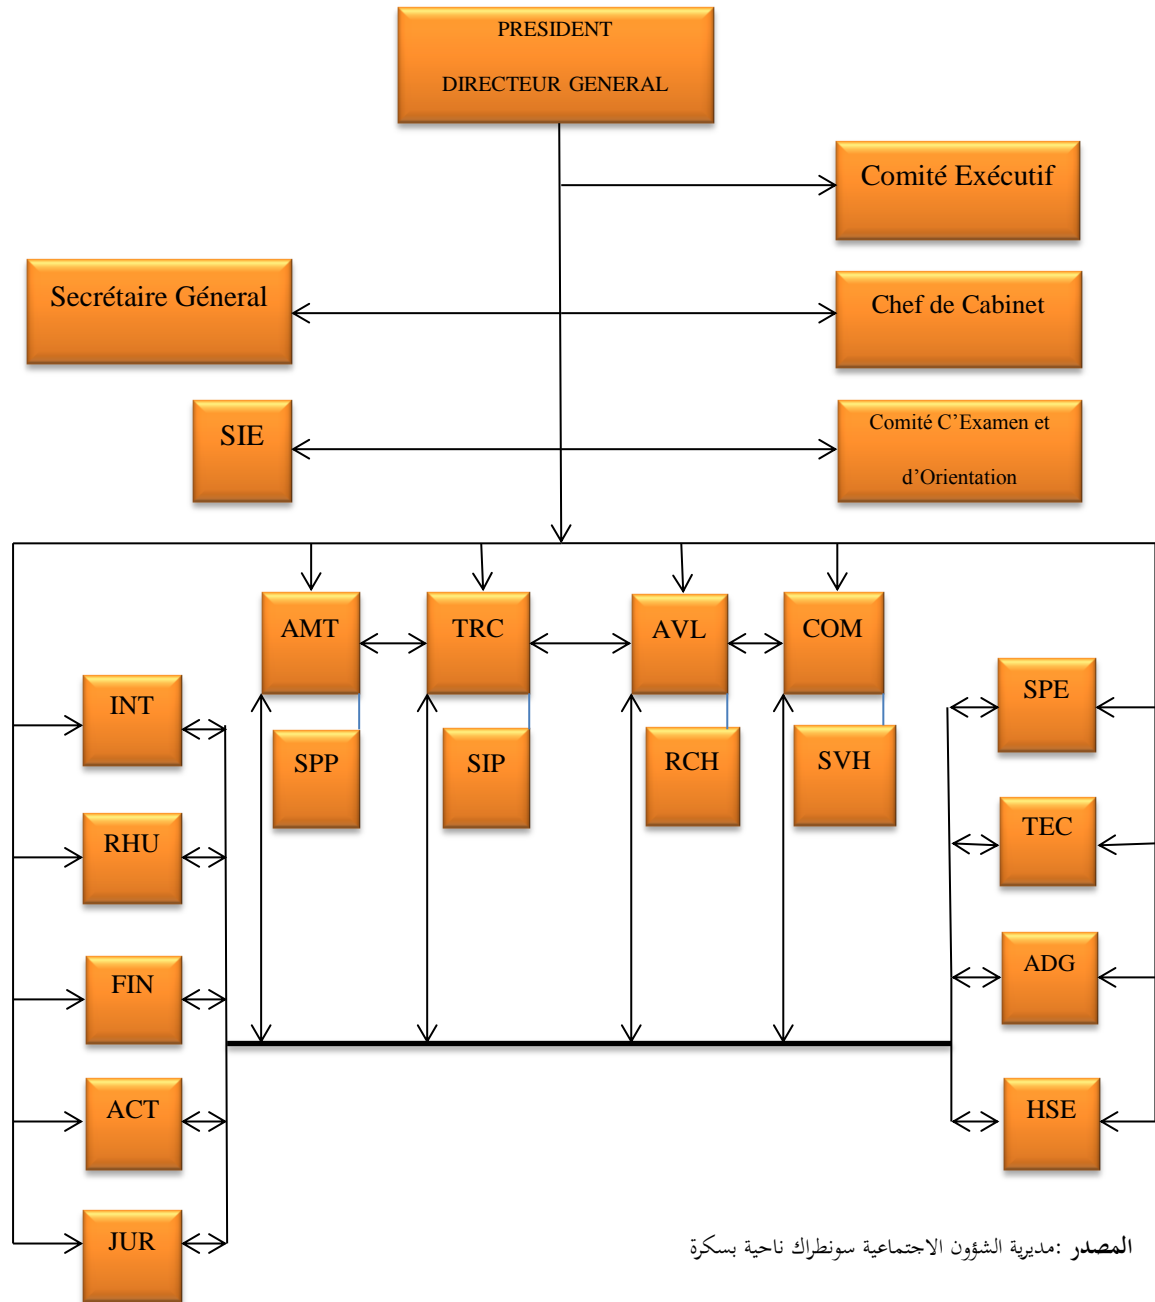 PRESIDENT
DIRECTEUR GENERAL
Comité Exécutif
Secrétaire Géneral
Chef de Cabinet
SIE
Comité C’Examen et
d’Orientation
AMT
TRC
AVL
COM
INT
SPE
SPP
SIP
RCH
SVH
RHU
TEC
FIN
ADG
ACT
HSE
JUR
المصدر :مديرية الشؤون الاجتماعية سونطراك ناحية بسكرة